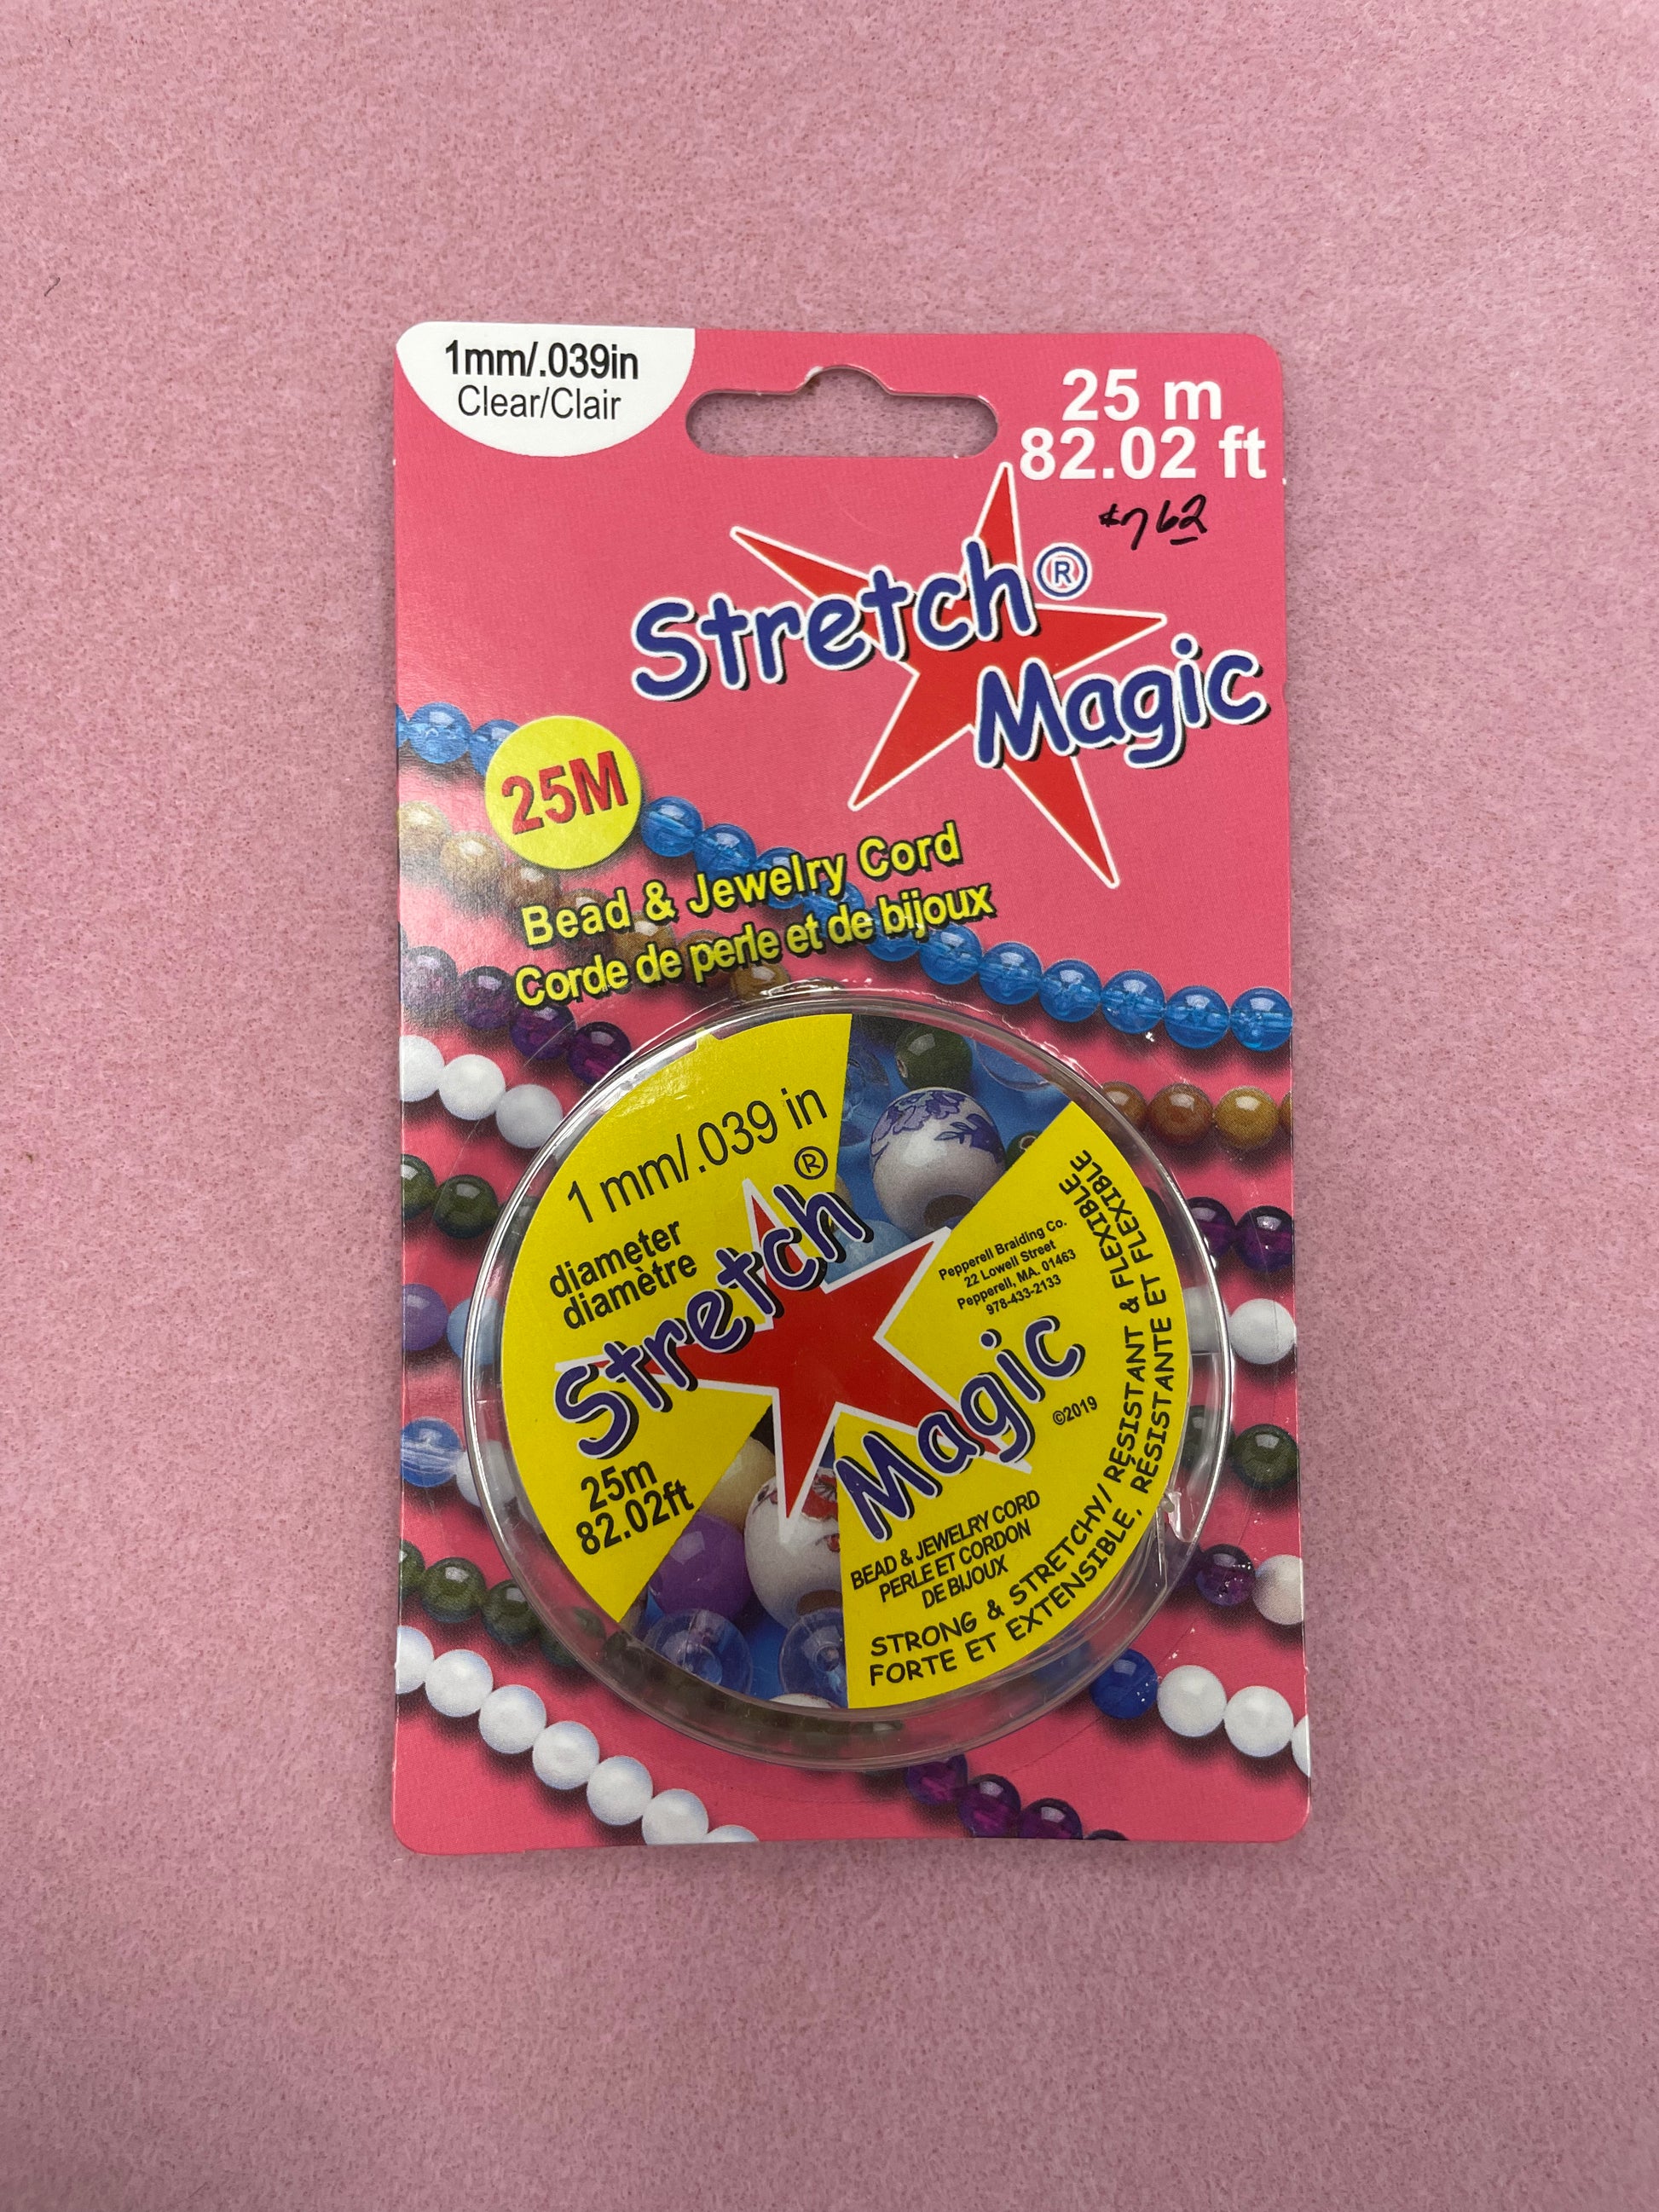 1mm/.039in
Clear/Clair
25 m
82.02 ft
$7 62
Stretch®
Magic
25M
Bead & Jewelry Cord
Corde de perle et de bijoux
1 mm/.039 in
diameter
diamètre
Stretch®
Magic
25m
82.02ft
Pepperell Braiding Co.
22 Lowell Street
Pepperell, MA. 01463
978-433-2133
©2019
BEAD & JEWELRY CORD
PERLE ET CORDON
DE BIJOUX
STRONG & STRETCHY/ RÉSISTANT & FLEXIBLE
FORTE ET EXTENSIBLE, RÉSISTANTE ET FLEXIBLE